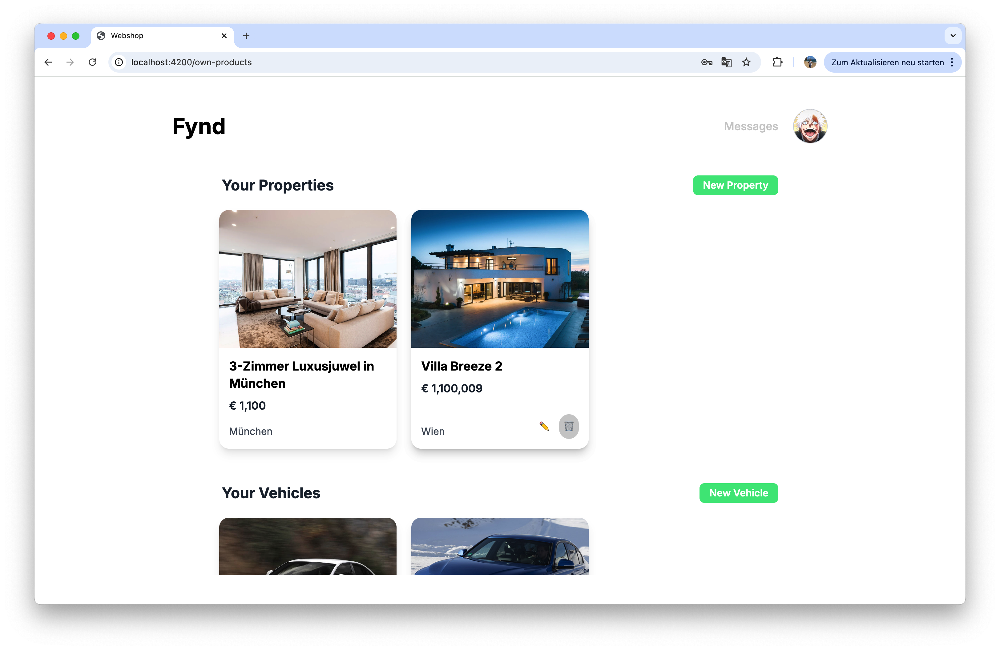 Webshop
localhost:4200/own-products
Zum Aktualisieren neu starten
Fynd
Messages
Your Properties
New Property
3-Zimmer Luxusjuwel in
München
€ 1,100
München
Villa Breeze 2
€ 1,100,009
Wien
Your Vehicles
New Vehicle